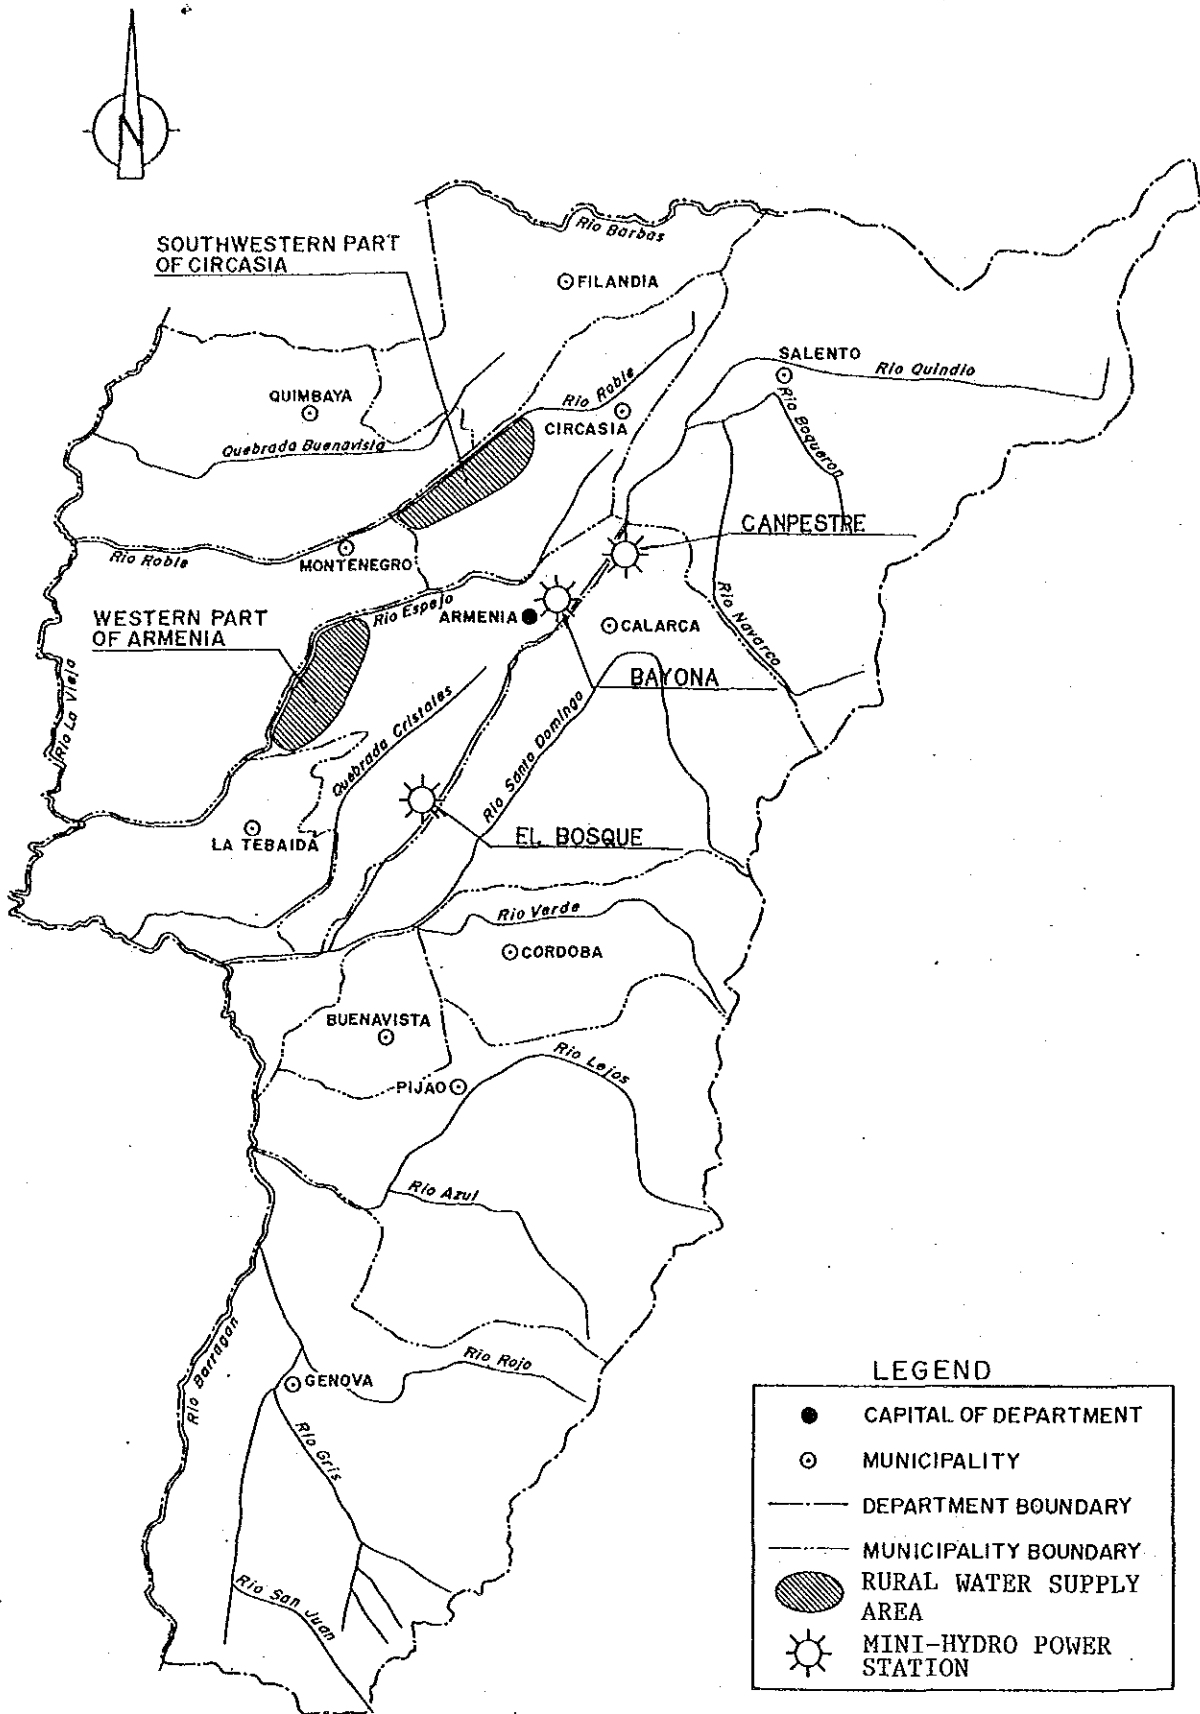 N
Rio Barbas
SOUTHWESTERN PART
OF CIRCASIA
FILANDIA
SALENTO
Rio Quindio
QUIMBAYA
Rio Roble
CIRCASIA
Rio Boqueron
Quebrada Buenavista
CANPESTRE
Rio Roble
MONTENEGRO
Rio Espejo
ARMENIA
WESTERN PART
OF ARMENIA
CALARCA
Rio Navarco
BAYONA
Rio La Vieja
Quebrada Cristales
Rio Santo Domingo
LA TEBAIDA
EL BOSQUE
Rio Verde
CORDOBA
BUENAVISTA
Rio Lejos
PIJAO
Rio Azul
Rio Barragan
Rio Rojo
GENOVA
Rio Gris
Rio San Juan
LEGEND
CAPITAL OF DEPARTMENT
MUNICIPALITY
DEPARTMENT BOUNDARY
MUNICIPALITY BOUNDARY
RURAL WATER SUPPLY
AREA
MINI-HYDRO POWER
STATION